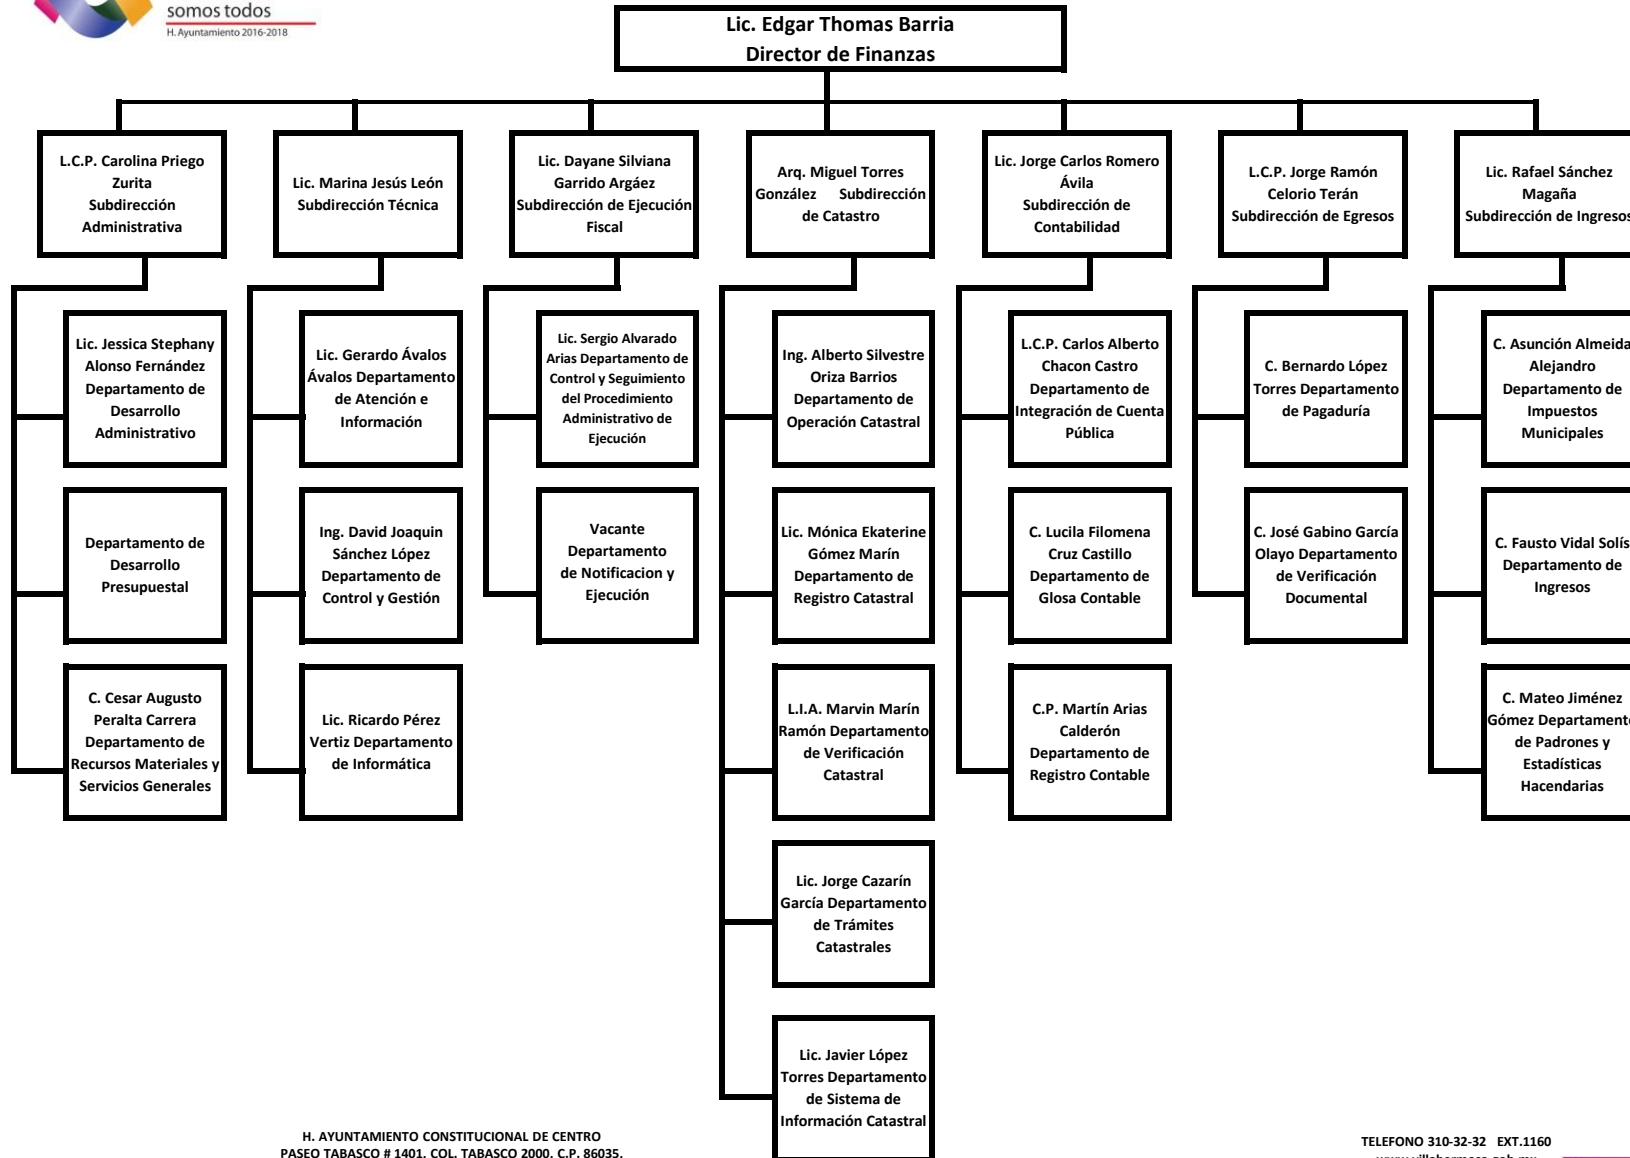 somos todos
H. Ayuntamiento 2016-2018
Lic. Edgar Thomas Barria
Director de Finanzas
L.C.P. Carolina Priego
Zurita
Subdirección
Administrativa
Lic. Marina Jesús León
Subdirección Técnica
Lic. Dayane Silviana
Garrido Argáez
Subdirección de Ejecución
Fiscal
Arq. Miguel Torres
González Subdirección
de Catastro
Lic. Jorge Carlos Romero
Ávila
Subdirección de
Contabilidad
L.C.P. Jorge Ramón
Celorio Terán
Subdirección de Egresos
Lic. Rafael Sánchez
Magaña
Subdirección de Ingresos
Lic. Jessica Stephany
Alonso Fernández
Departamento de
Desarrollo
Administrativo
Lic. Gerardo Ávalos
Ávalos Departamento
de Atención e
Información
Lic. Sergio Alvarado
Arias Departamento de
Control y Seguimiento
del Procedimiento
Administrativo de
Ejecución
Ing. Alberto Silvestre
Oriza Barrios
Departamento de
Operación Catastral
L.C.P. Carlos Alberto
Chacon Castro
Departamento de
Integración de Cuenta
Pública
C. Bernardo López
Torres Departamento
de Pagaduría
C. Asunción Almeida
Alejandro
Departamento de
Impuestos
Municipales
Departamento de
Desarrollo
Presupuestal
Ing. David Joaquin
Sánchez López
Departamento de
Control y Gestión
Vacante
Departamento
de Notificacion y
Ejecución
Lic. Mónica Ekaterine
Gómez Marín
Departamento de
Registro Catastral
C. Lucila Filomena
Cruz Castillo
Departamento de
Glosa Contable
C. José Gabino García
Olayo Departamento
de Verificación
Documental
C. Fausto Vidal Solís
Departamento de
Ingresos
C. Cesar Augusto
Peralta Carrera
Departamento de
Recursos Materiales y
Servicios Generales
Lic. Ricardo Pérez
Vertiz Departamento
de Informática
L.I.A. Marvin Marín
Ramón Departamento
de Verificación
Catastral
C.P. Martín Arias
Calderón
Departamento de
Registro Contable
C. Mateo Jiménez
Gómez Departamento
de Padrones y
Estadísticas
Hacendarias
Lic. Jorge Cazarín
García Departamento
de Trámites
Catastrales
Lic. Javier López
Torres Departamento
de Sistema de
Información Catastral
H. AYUNTAMIENTO CONSTITUCIONAL DE CENTRO
PASEO TABASCO # 1401, COL. TABASCO 2000, C.P. 86035.
TELEFONO 310-32-32 EXT.1160